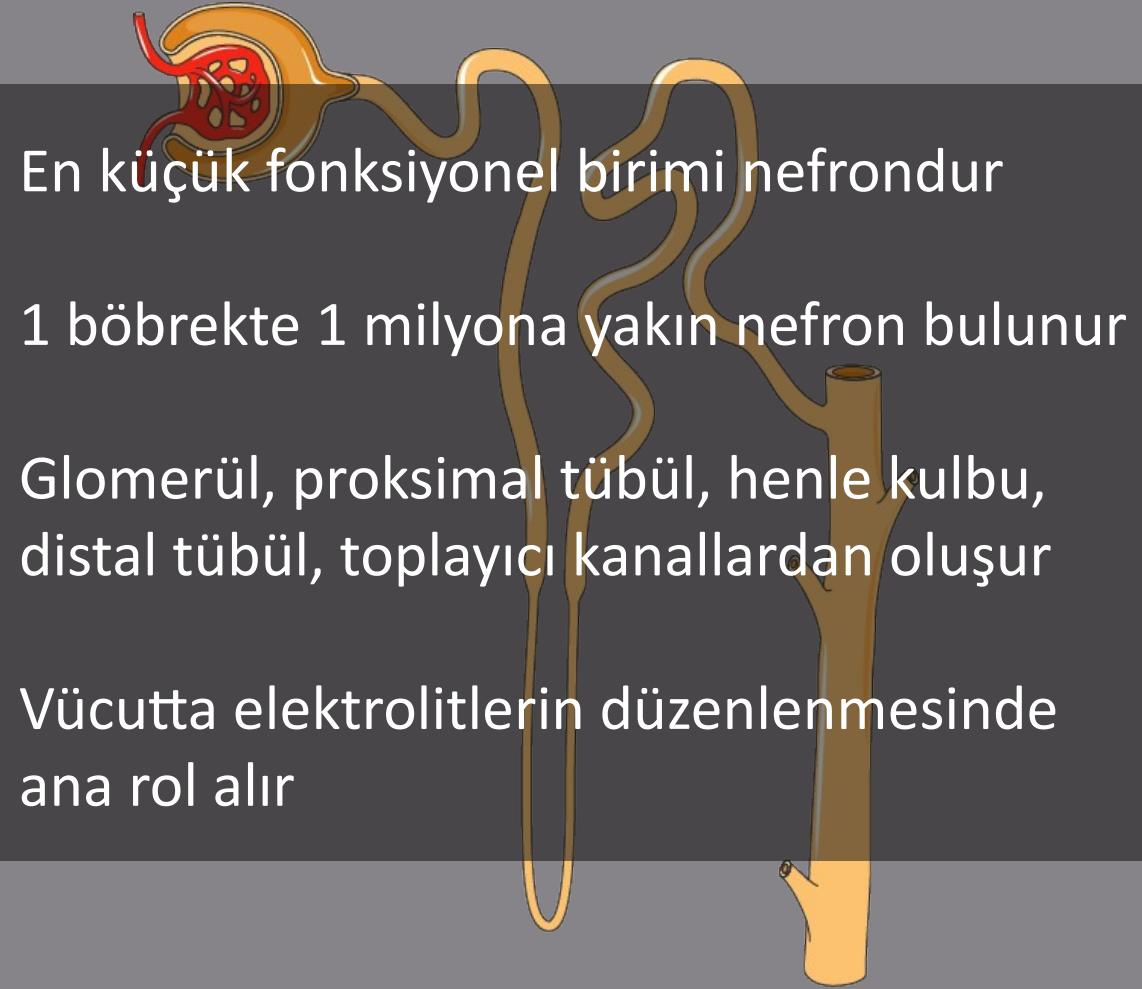 En küçük fonksiyonel birimi nefrondur
1 böbrekte 1 milyona yakın nefron bulunur
Glomerül, proksimal tübül, henle kulbu,
distal tübül, toplayıcı kanallardan oluşur
Vücutta elektrolitlerin düzenlenmesinde
ana rol alır